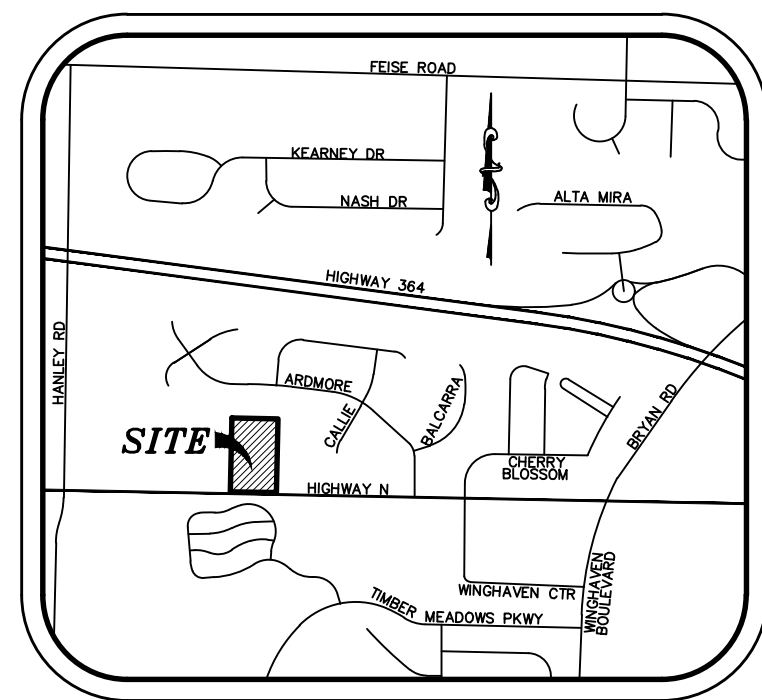 FEISE ROAD
KEARNEY DR
NASH DR
ALTA MIRA
HIGHWAY 364
HANLEY RD
ARDMORE
CALLIE
BALCARRA
BRYAN RD
SITE
CHERRY
BLOSSOM
HIGHWAY N
WINGHAVEN CTR
WINGHAVEN
BOULEVARD
TIMBER MEADOWS PKWY